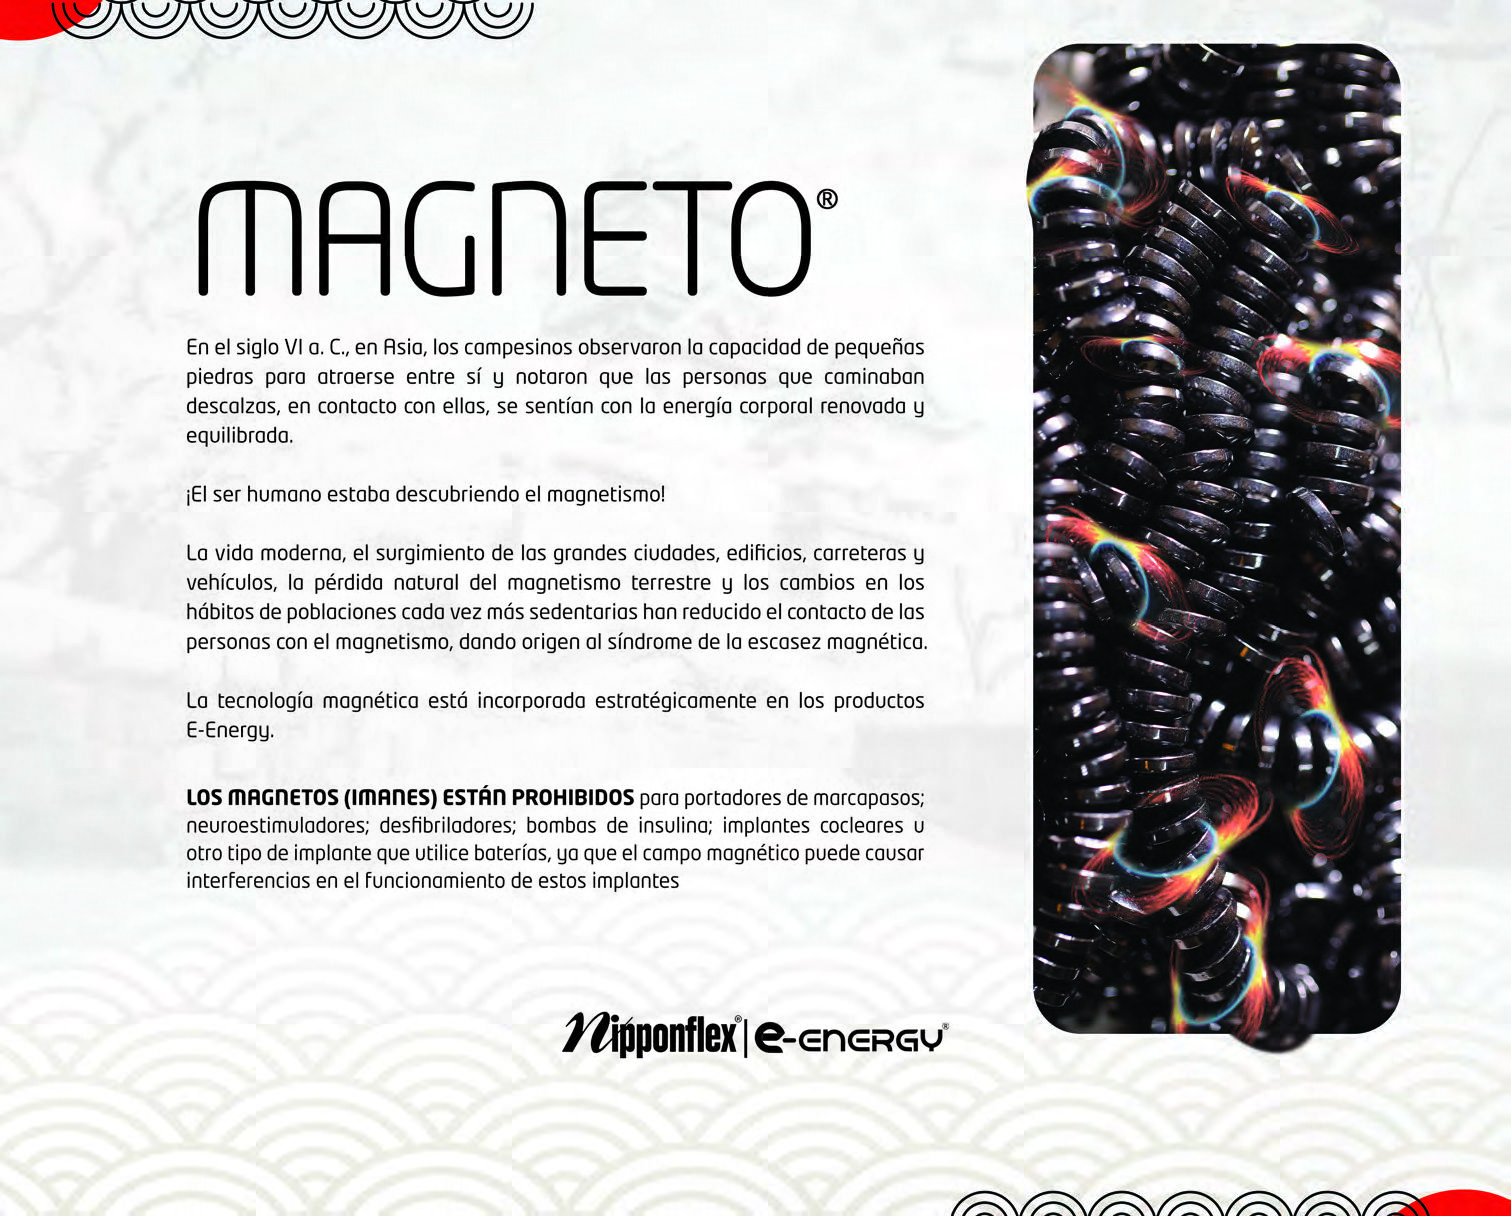 MAGNETO®
En el siglo VI a. C., en Asia, los campesinos observaron la capacidad de pequeñas
piedras para atraerse entre sí y notaron que las personas que caminaban
descalzas, en contacto con ellas, se sentían con la energía corporal renovada y
equilibrada.
¡El ser humano estaba descubriendo el magnetismo!
La vida moderna, el surgimiento de las grandes ciudades, edificios, carreteras y
vehículos, la pérdida natural del magnetismo terrestre y los cambios en los
hábitos de poblaciones cada vez más sedentarias han reducido el contacto de las
personas con el magnetismo, dando origen al síndrome de la escasez magnética.
La tecnología magnética está incorporada estratégicamente en los productos
E-Energy.
LOS MAGNETOS (IMANES) ESTÁN PROHIBIDOS para portadores de marcapasos;
neuroestimuladores; desfibriladores; bombas de insulina; implantes cocleares u
otro tipo de implante que utilice baterías, ya que el campo magnético puede causar
interferencias en el funcionamiento de estos implantes
Nipponflex® | e-ENERGY®